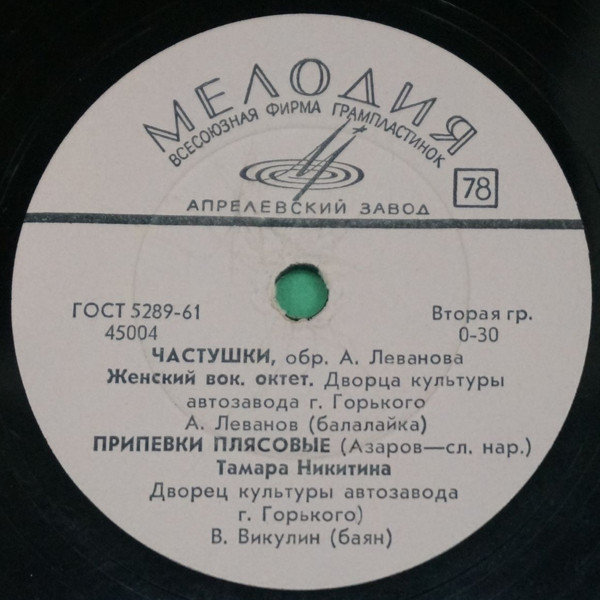 МЕЛОДИЯ
ВСЕСОЮЗНАЯ ФИРМА ГРАМПЛАСТИНОК
78
АПРЕЛЕВСКИЙ ЗАВОД
ГОСТ 5289-61
45004
Вторая гр.
0-30
ЧАСТУШКИ, обр. А. Леванова
Женский вок. октет. Дворца культуры
автозавода г. Горького
А. Леванов (балалайка)
ПРИПЕВКИ ПЛЯСОВЫЕ (Азаров—сл. нар.)
Тамара Никитина
Дворец культуры автозавода
г. Горького)
В. Викулин (баян)